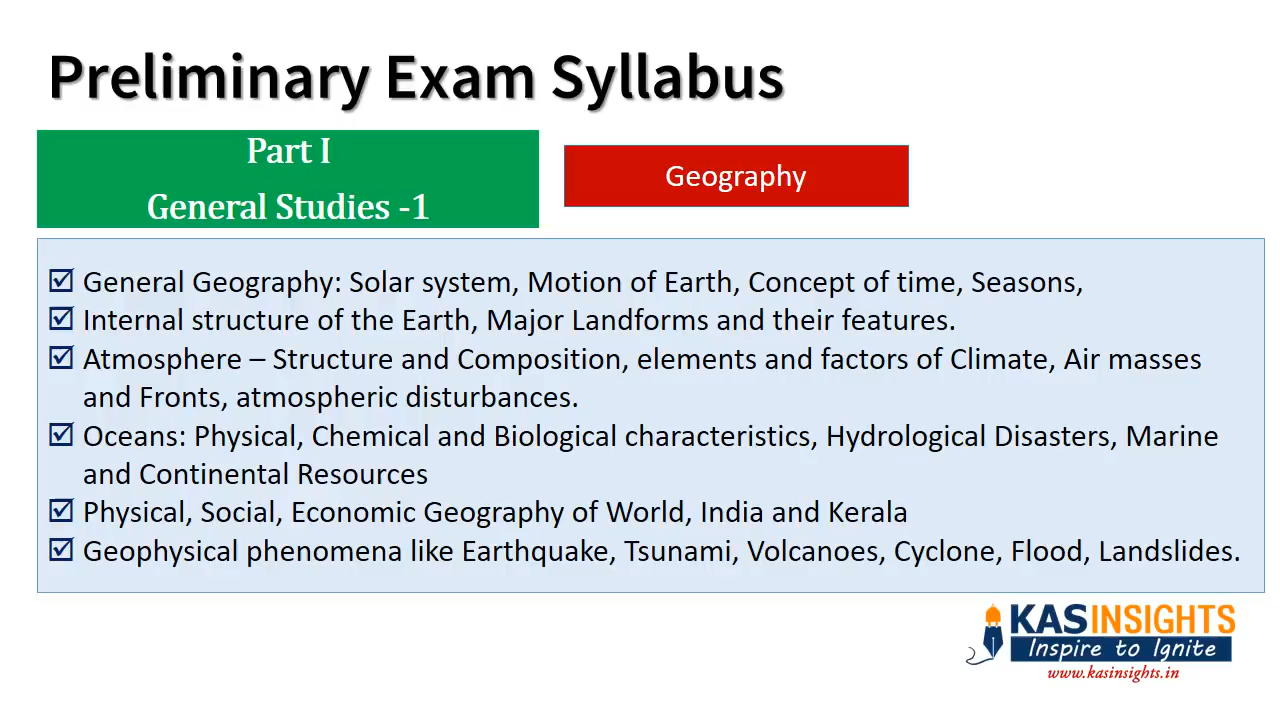 Preliminary Exam Syllabus
Part I
General Studies -1
Geography
General Geography: Solar system, Motion of Earth, Concept of time, Seasons,
Internal structure of the Earth, Major Landforms and their features.
Atmosphere – Structure and Composition, elements and factors of Climate, Air masses
and Fronts, atmospheric disturbances.
Oceans: Physical, Chemical and Biological characteristics, Hydrological Disasters, Marine
and Continental Resources
Physical, Social, Economic Geography of World, India and Kerala
Geophysical phenomena like Earthquake, Tsunami, Volcanoes, Cyclone, Flood, Landslides.
KASINSIGHTS
Inspire to Ignite
www.kasinsights.in